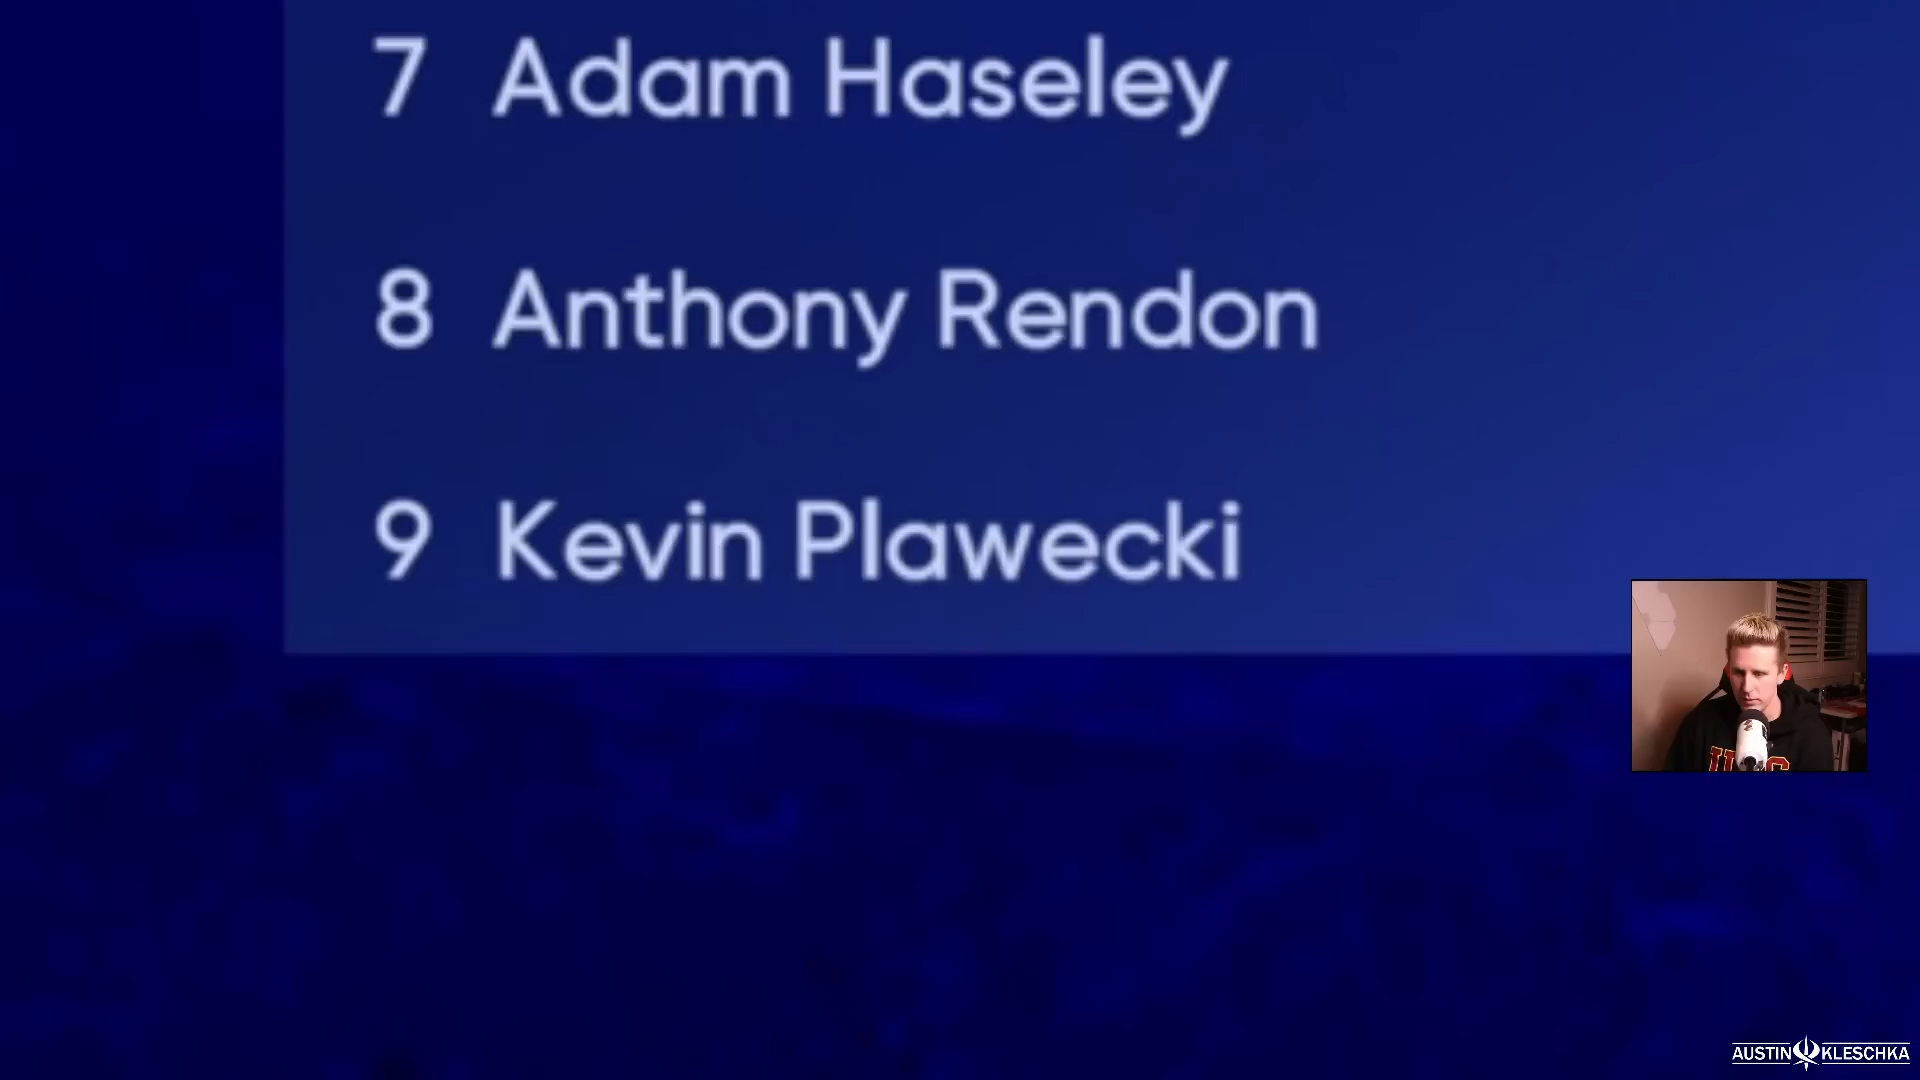 7 Adam Haseley
8 Anthony Rendon
9 Kevin Plawecki
AUSTIN KLESCHKA